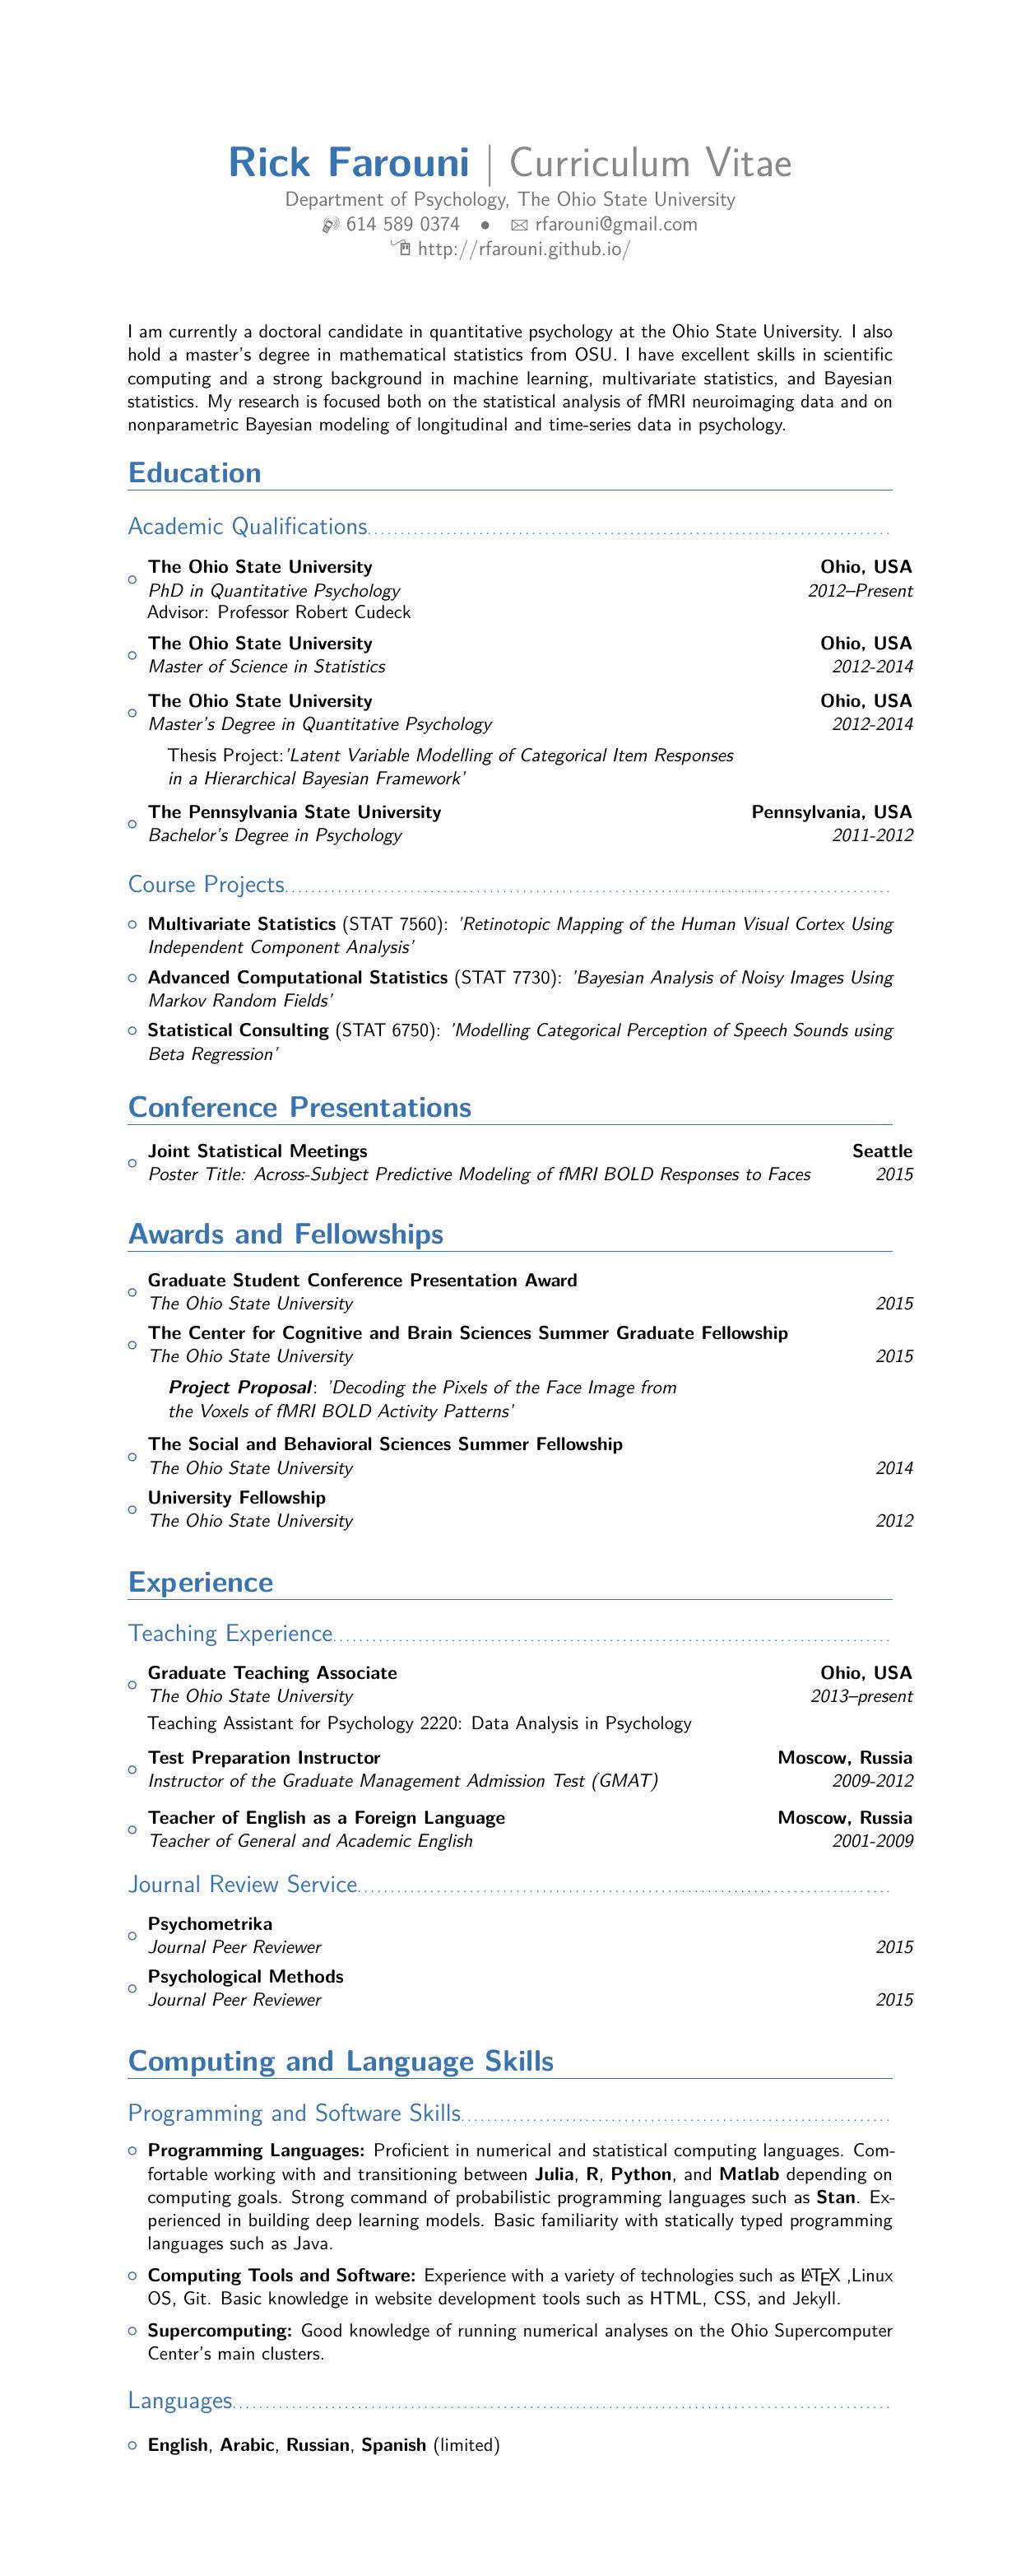 Rick Farouni | Curriculum Vitae
Department of Psychology, The Ohio State University
614 589 0374 • rfarouni@gmail.com
http://rfarouni.github.io/
I am currently a doctoral candidate in quantitative psychology at the Ohio State University. I also
hold a master's degree in mathematical statistics from OSU. I have excellent skills in scientific
computing and a strong background in machine learning, multivariate statistics, and Bayesian
statistics. My research is focused both on the statistical analysis of fMRI neuroimaging data and on
nonparametric Bayesian modeling of longitudinal and time-series data in psychology.
Education
Academic Qualifications
The Ohio State University Ohio, USA
PhD in Quantitative Psychology 2012–Present
Advisor: Professor Robert Cudeck
The Ohio State University Ohio, USA
Master of Science in Statistics 2012-2014
The Ohio State University Ohio, USA
Master's Degree in Quantitative Psychology 2012-2014
Thesis Project:'Latent Variable Modelling of Categorical Item Responses
in a Hierarchical Bayesian Framework'
The Pennsylvania State University Pennsylvania, USA
Bachelor's Degree in Psychology 2011-2012
Course Projects
Multivariate Statistics (STAT 7560): 'Retinotopic Mapping of the Human Visual Cortex Using
Independent Component Analysis'
Advanced Computational Statistics (STAT 7730): 'Bayesian Analysis of Noisy Images Using
Markov Random Fields'
Statistical Consulting (STAT 6750): 'Modelling Categorical Perception of Speech Sounds using
Beta Regression'
Conference Presentations
Joint Statistical Meetings Seattle
Poster Title: Across-Subject Predictive Modeling of fMRI BOLD Responses to Faces 2015
Awards and Fellowships
Graduate Student Conference Presentation Award
The Ohio State University 2015
The Center for Cognitive and Brain Sciences Summer Graduate Fellowship
The Ohio State University 2015
Project Proposal: 'Decoding the Pixels of the Face Image from
the Voxels of fMRI BOLD Activity Patterns'
The Social and Behavioral Sciences Summer Fellowship
The Ohio State University 2014
University Fellowship
The Ohio State University 2012
Experience
Teaching Experience
Graduate Teaching Associate Ohio, USA
The Ohio State University 2013–present
Teaching Assistant for Psychology 2220: Data Analysis in Psychology
Test Preparation Instructor Moscow, Russia
Instructor of the Graduate Management Admission Test (GMAT) 2009-2012
Teacher of English as a Foreign Language Moscow, Russia
Teacher of General and Academic English 2001-2009
Journal Review Service
Psychometrika
Journal Peer Reviewer 2015
Psychological Methods
Journal Peer Reviewer 2015
Computing and Language Skills
Programming and Software Skills
Programming Languages: Proficient in numerical and statistical computing languages. Com-
fortable working with and transitioning between Julia, R, Python, and Matlab depending on
computing goals. Strong command of probabilistic programming languages such as Stan. Ex-
perienced in building deep learning models. Basic familiarity with statically typed programming
languages such as Java.
Computing Tools and Software: Experience with a variety of technologies such as LATEX ,Linux
OS, Git. Basic knowledge in website development tools such as HTML, CSS, and Jekyll.
Supercomputing: Good knowledge of running numerical analyses on the Ohio Supercomputer
Center's main clusters.
Languages
English, Arabic, Russian, Spanish (limited)